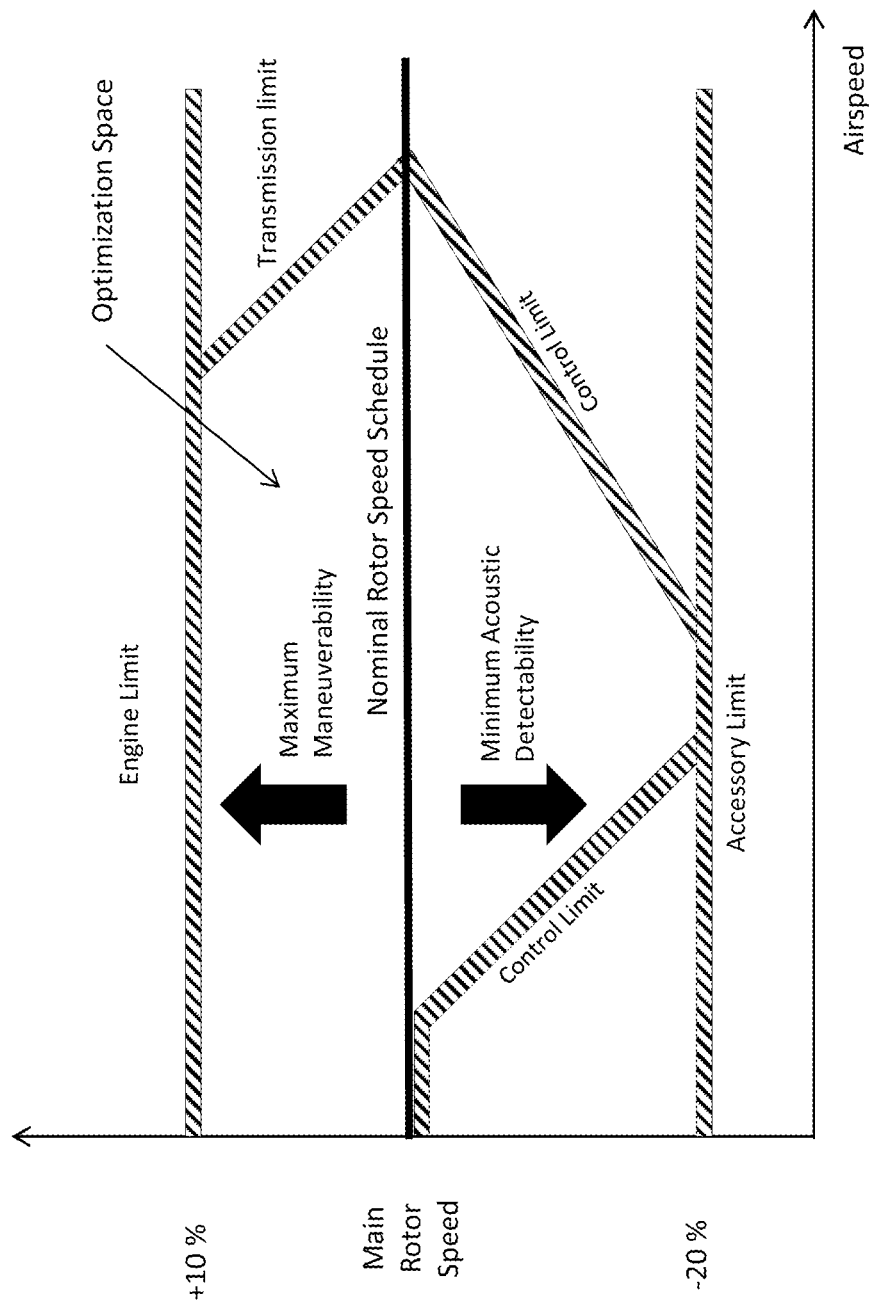 Optimization Space
Engine Limit
+10 %
Transmission limit
Maximum
Maneuverability
Nominal Rotor Speed Schedule
Main
Rotor
Speed
Minimum Acoustic
Detectability
Control Limit
Control Limit
-20 %
Accessory Limit
Airspeed